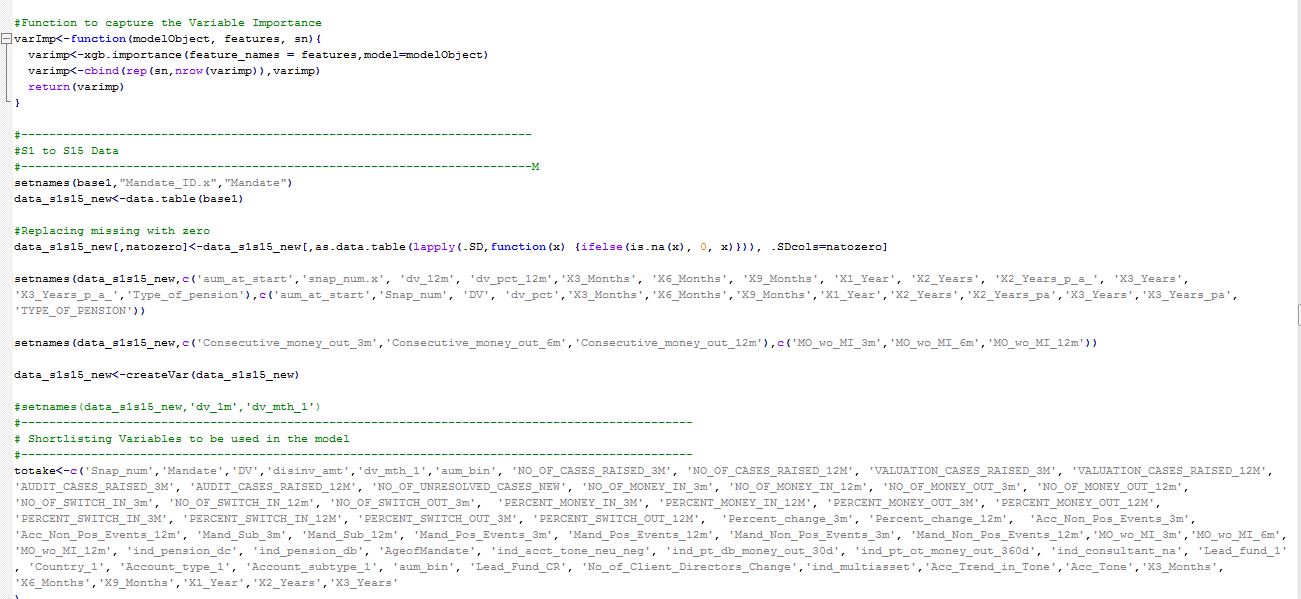 #Function to capture the Variable Importance
varImp<-function(modelObject, features, sn){
varimp<-xgb.importance(feature_names = features,model=modelObject)
varimp<-cbind(rep(sn,nrow(varimp)),varimp)
return(varimp)
}
#-------------------------------------------------------------------------
#S1 to S15 Data
#-------------------------------------------------------------------------M
setnames(base1,"Mandate_ID.x","Mandate")
data_s1s15_new<-data.table(base1)
#Replacing missing with zero
data_s1s15_new[,natozero]<-data_s1s15_new[,as.data.table(lapply(.SD,function(x) {ifelse(is.na(x), 0, x)})), .SDcols=natozero]
setnames(data_s1s15_new,c('aum_at_start','snap_num.x', 'dv_12m', 'dv_pct_12m','X3_Months', 'X6_Months', 'X9_Months', 'X1_Year', 'X2_Years', 'X2_Years_p_a_', 'X3_Years',
'X3_Years_p_a_','Type_of_pension'),c('aum_at_start','Snap_num', 'DV', 'dv_pct','X3_Months','X6_Months','X9_Months','X1_Year','X2_Years','X2_Years_pa','X3_Years','X3_Years_pa',
'TYPE_OF_PENSION'))
setnames(data_s1s15_new,c('Consecutive_money_out_3m','Consecutive_money_out_6m','Consecutive_money_out_12m'),c('MO_wo_MI_3m','MO_wo_MI_6m','MO_wo_MI_12m'))
data_s1s15_new<-createVar(data_s1s15_new)
#setnames(data_s1s15_new,'dv_1m','dv_mth_1')
#------------------------------------------------------------------------------------------------
# Shortlisting Variables to be used in the model
#------------------------------------------------------------------------------------------------
totake<-c('Snap_num','Mandate','DV','disinv_amt','dv_mth_1','aum_bin', 'NO_OF_CASES_RAISED_3M', 'NO_OF_CASES_RAISED_12M', 'VALUATION_CASES_RAISED_3M', 'VALUATION_CASES_RAISED_12M',
'AUDIT_CASES_RAISED_3M', 'AUDIT_CASES_RAISED_12M', 'NO_OF_UNRESOLVED_CASES_NEW', 'NO_OF_MONEY_IN_3m', 'NO_OF_MONEY_IN_12m', 'NO_OF_MONEY_OUT_3m', 'NO_OF_MONEY_OUT_12m',
'NO_OF_SWITCH_IN_3m', 'NO_OF_SWITCH_IN_12m', 'NO_OF_SWITCH_OUT_3m', 'PERCENT_MONEY_IN_3M', 'PERCENT_MONEY_IN_12M', 'PERCENT_MONEY_OUT_3M', 'PERCENT_MONEY_OUT_12M',
'PERCENT_SWITCH_IN_3M', 'PERCENT_SWITCH_IN_12M', 'PERCENT_SWITCH_OUT_3M', 'PERCENT_SWITCH_OUT_12M', 'Percent_change_3m', 'Percent_change_12m', 'Acc_Non_Pos_Events_3m',
'Acc_Non_Pos_Events_12m', 'Mand_Sub_3m', 'Mand_Sub_12m', 'Mand_Pos_Events_3m', 'Mand_Pos_Events_12m', 'Mand_Non_Pos_Events_3m', 'Mand_Non_Pos_Events_12m','MO_wo_MI_3m','MO_wo_MI_6m',
'MO_wo_MI_12m', 'ind_pension_dc', 'ind_pension_db', 'AgeofMandate', 'ind_acct_tone_neu_neg', 'ind_pt_db_money_out_30d', 'ind_pt_ot_money_out_360d', 'ind_consultant_na', 'Lead_fund_1'
, 'Country_1', 'Account_type_1', 'Account_subtype_1', 'aum_bin', 'Lead_Fund_CR', 'No_of_Client_Directors_Change','ind_multiasset','Acc_Trend_in_Tone','Acc_Tone','X3_Months',
'X6_Months','X9_Months','X1_Year','X2_Years','X3_Years'